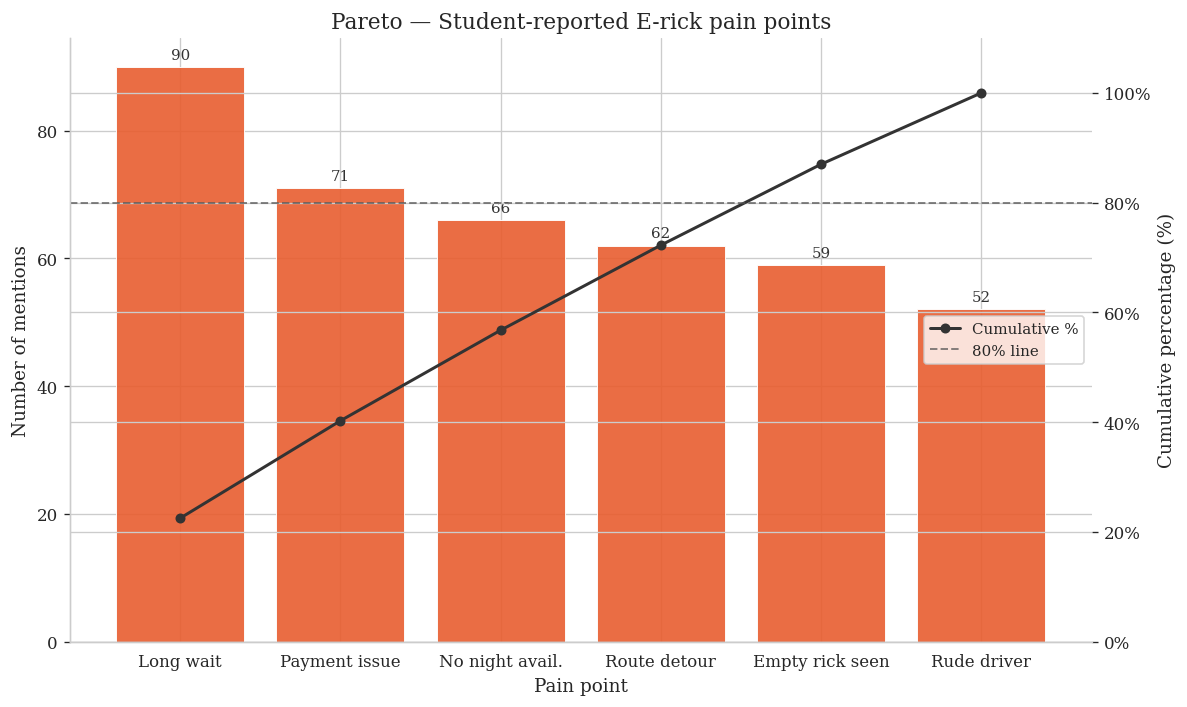 Pareto — Student-reported E-rick pain points
Number of mentions
80
60
40
20
0
90
71
66
62
59
52
100%
80%
60%
40%
20%
0%
Cumulative percentage (%)
Cumulative %
80% line
Long wait
Payment issue
No night avail.
Route detour
Empty rick seen
Rude driver
Pain point